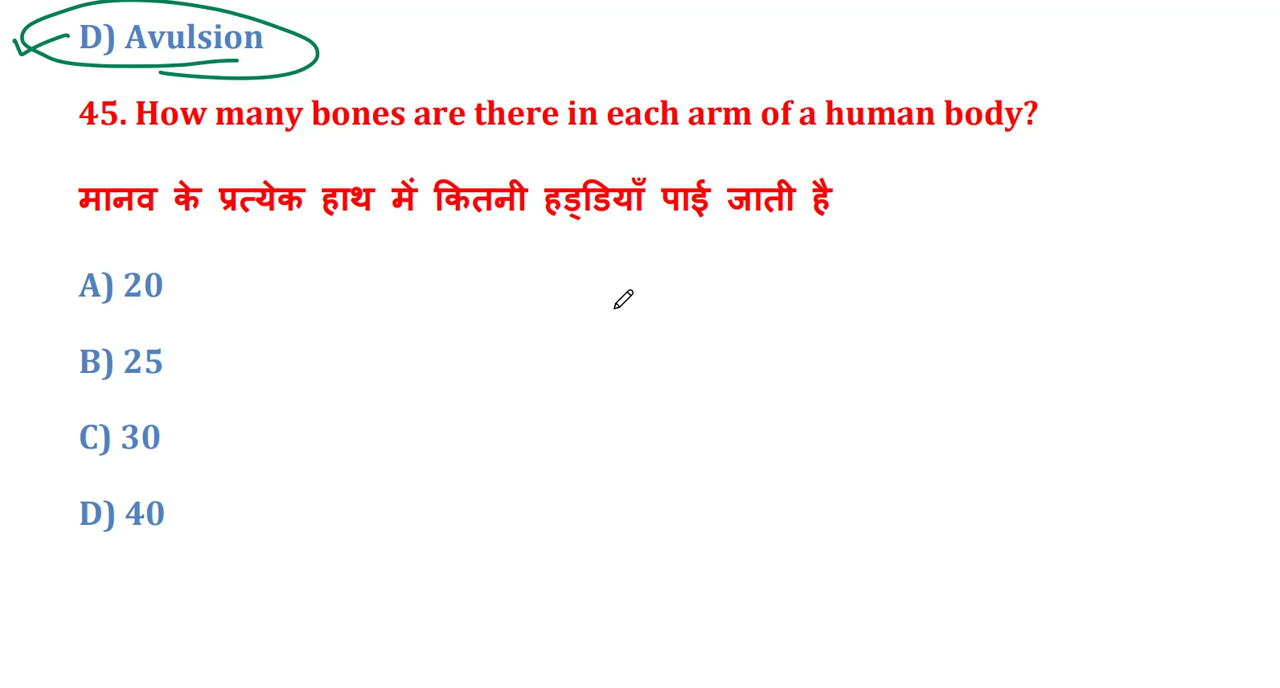 D) Avulsion
45. How many bones are there in each arm of a human body?
मानव के प्रत्येक हाथ में कितनी हड्डियाँ पाई जाती है
A) 20
B) 25
C) 30
D) 40